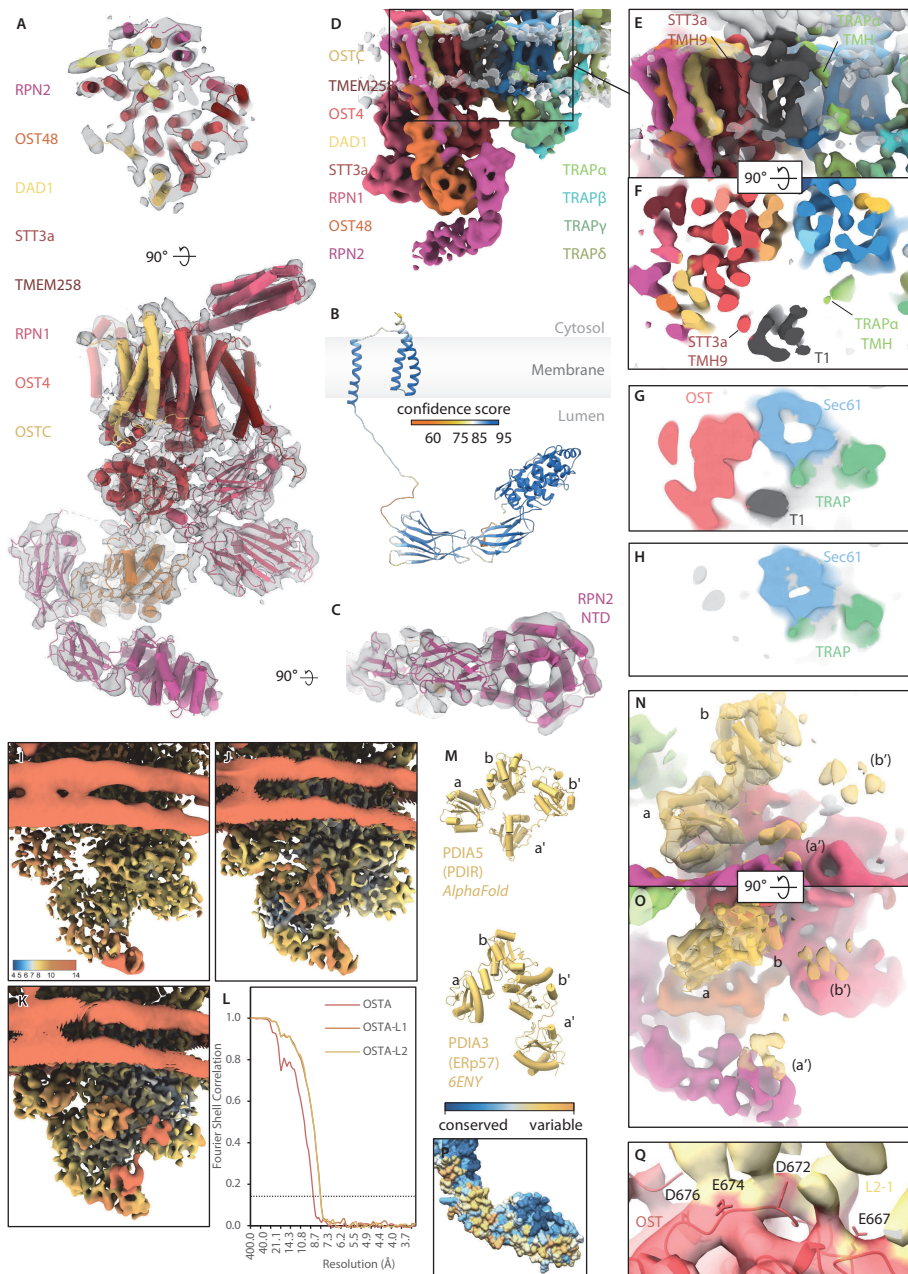 A
RPN2
OST48
DAD1
STT3a
90°
TMEM258
RPN1
OST4
OSTC
D
OSTC
TMEM258
OST4
DAD1
STT3a
RPN1
OST48
RPN2
TRAPα
TRAPβ
TRAPγ
TRAPδ
E
STT3a
TMH9
TRAPα
TMH
90°
F
STT3a
TMH9
T1
TRAPα
TMH
B
Cytosol
Membrane
Lumen
confidence score
60 75 85 95
G
OST
Sec61
TRAP
T1
H
Sec61
TRAP
90°
C
RPN2
NTD
I
4 5 6 7 8 10 14
J
K
L
OSTA
OSTA-L1
OSTA-L2
Fourier Shell Correlation
1.0
0.8
0.6
0.4
0.2
0.0
400.0
40.0
21.1
14.3
10.8
8.7
7.3
6.2
5.5
4.9
4.4
4.0
3.7
Resolution (Å)
M
a
b
b'
a'
PDIA5
(PDIR)
AlphaFold
a
b
b'
a'
PDIA3
(ERp57)
6ENY
conserved variable
N
b
(b')
a
(a')
90°
O
b
a
(b')
(a')
P
Q
D672
E674
D676
L2-1
OST
E667